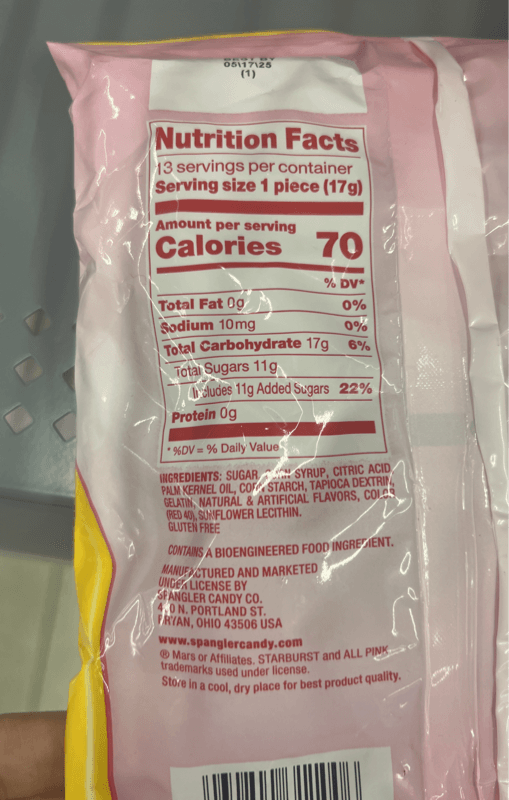 05\17\25
(1)
Nutrition Facts
13 servings per container
Serving size 1 piece (17g)
Amount per serving
Calories 70
% DV*
Total Fat 0g 0%
Sodium 10mg 0%
Total Carbohydrate 17g 6%
Total Sugars 11g
Includes 11g Added Sugars 22%
Protein 0g
*%DV = % Daily Value
INGREDIENTS: SUGAR, CORN SYRUP, CITRIC ACID,
PALM KERNEL OIL, CORN STARCH, TAPIOCA DEXTRIN,
GELATIN, NATURAL & ARTIFICIAL FLAVORS, COLOR
(RED 40), SUNFLOWER LECITHIN.
GLUTEN FREE
CONTAINS A BIOENGINEERED FOOD INGREDIENT.
MANUFACTURED AND MARKETED
UNDER LICENSE BY
SPANGLER CANDY CO.
N. PORTLAND ST.
BRYAN, OHIO 43506 USA
www.spanglercandy.com
® Mars or Affiliates. STARBURST and ALL PINK
trademarks used under license.
Store in a cool, dry place for best product quality.